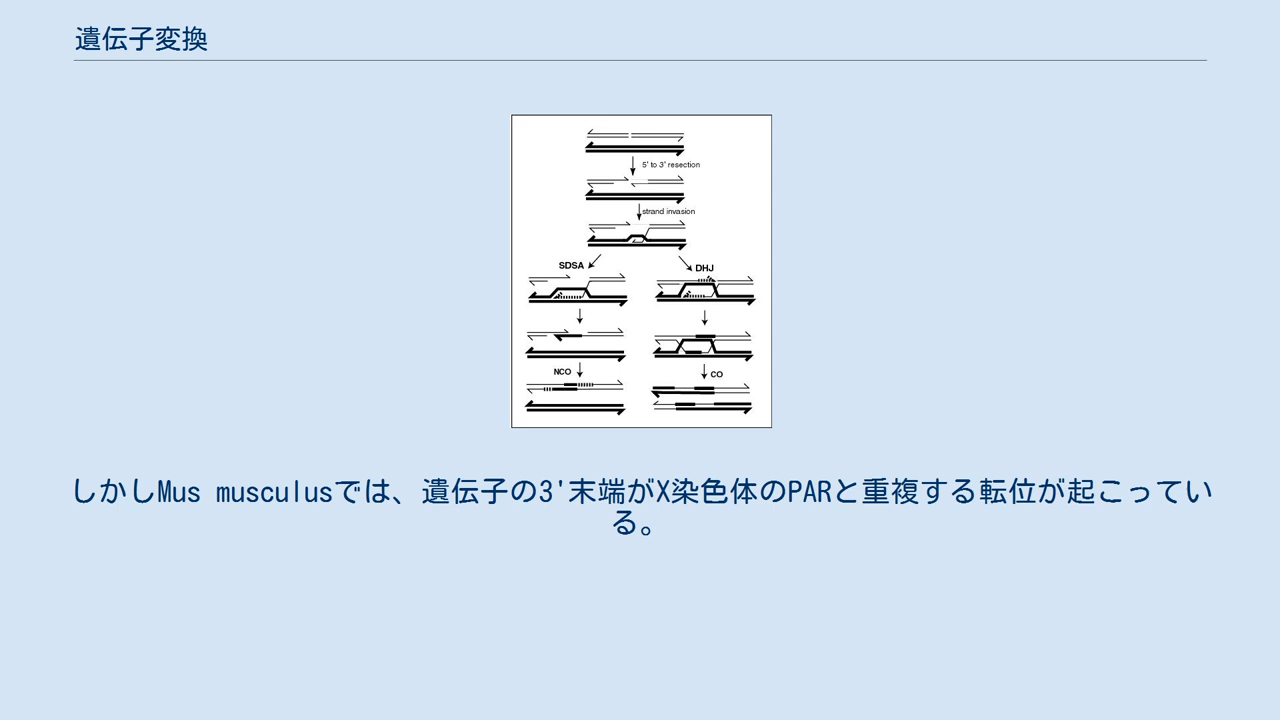 遺伝子変換
5' to 3' resection
strand invasion
SDSA
DHJ
NCO
CO
しかしMus musculusでは、遺伝子の3'末端がX染色体のPARと重複する転位が起こってい
る。